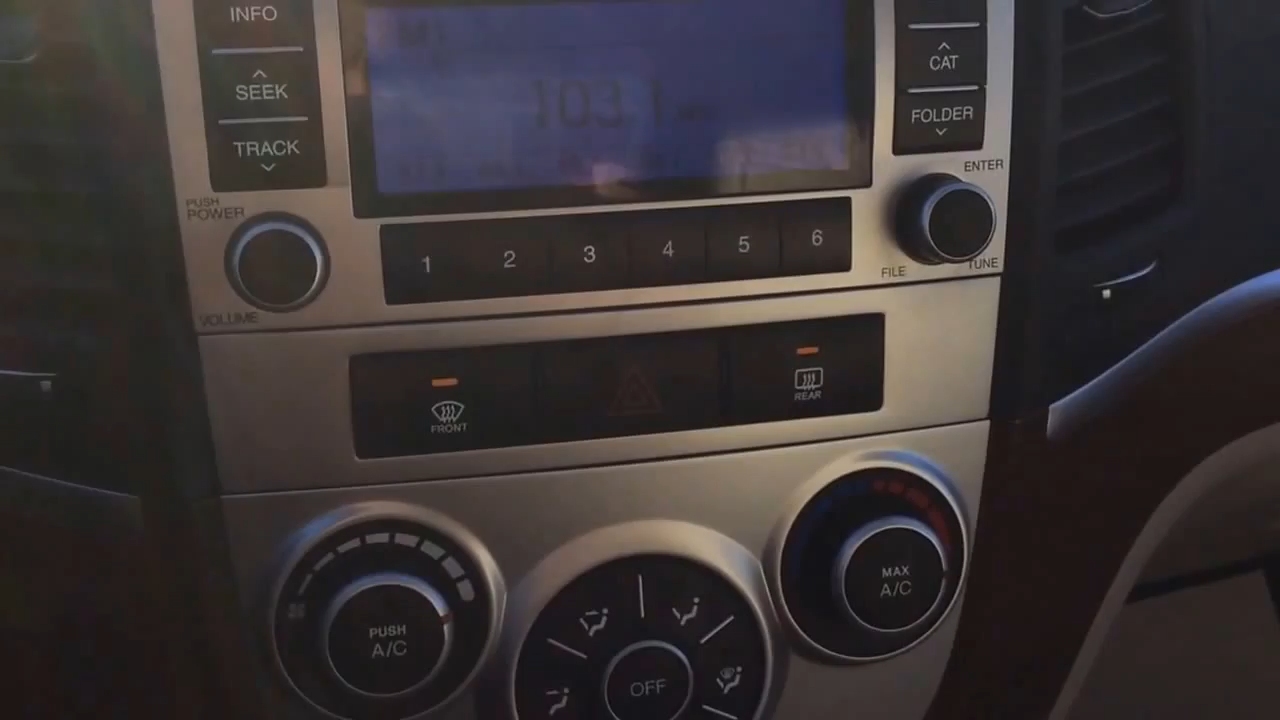 INFO
SEEK
TRACK
CAT
FOLDER
103.1
PUSH
POWER
VOLUME
ENTER
FILE
TUNE
1 2 3 4 5 6
FRONT
REAR
PUSH
A/C
OFF
MAX
A/C